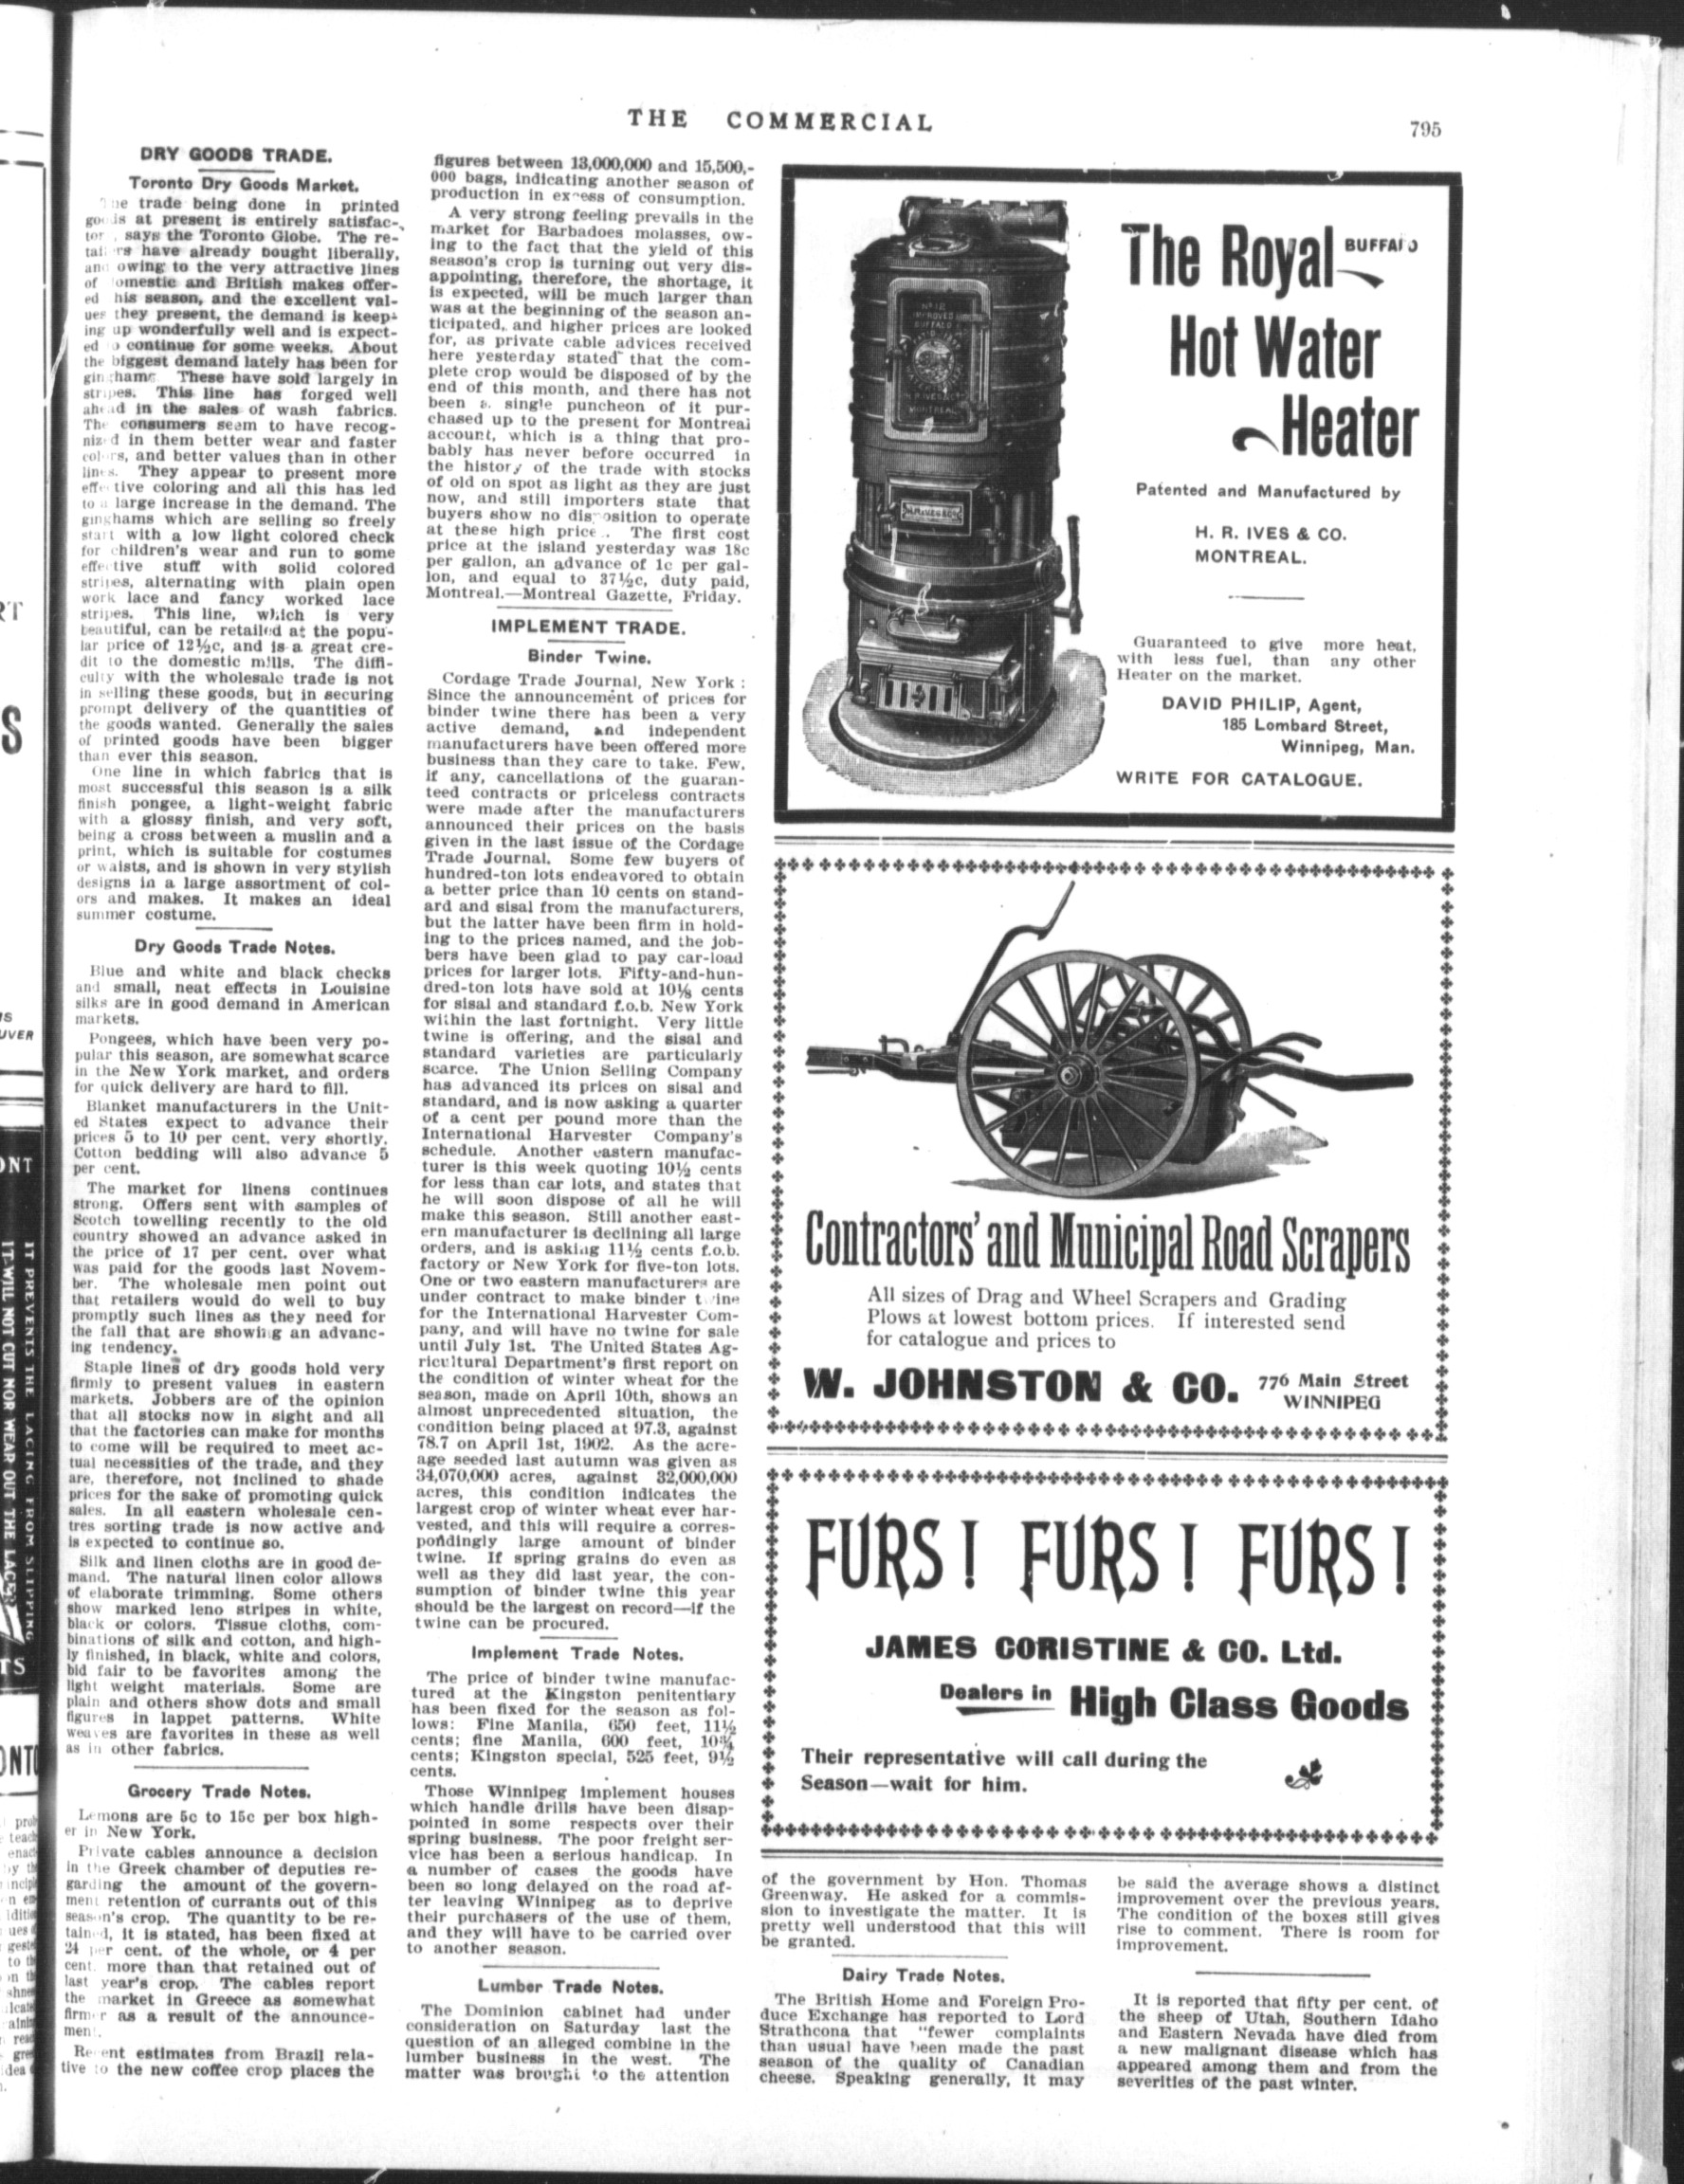 THE COMMERCIAL
795
DRY GOODS TRADE.
Toronto Dry Goods Market.
The trade being done in printed
goods at present is entirely satisfac-
tory, says the Toronto Globe. The re-
tailers have already bought liberally,
and owing to the very attractive lines
of domestic and British makes offer-
ed this season, and the excellent val-
ues they present, the demand is keep-
ing up wonderfully well and is expect-
ed to continue for some weeks. About
the biggest demand lately has been for
ginghams. These have sold largely in
stripes. This line has forged well
ahead in the sales of wash fabrics.
The consumers seem to have recog-
nized in them better wear and faster
colors, and better values than in other
lines. They appear to present more
effective coloring and all this has led
to a large increase in the demand. The
ginghams which are selling so freely
start with a low light colored check
for children's wear and run to some
effective stuff with solid colored
stripes, alternating with plain open
work lace and fancy worked lace
stripes. This line, which is very
beautiful, can be retailed at the popu-
lar price of 12½c, and is a great cre-
dit to the domestic mills. The diffi-
culty with the wholesale trade is not
in selling these goods, but in securing
prompt delivery of the quantities of
the goods wanted. Generally the sales
of printed goods have been bigger
than ever this season.
One line in which fabrics that is
most successful this season is a silk
finish pongee, a light-weight fabric
with a glossy finish, and very soft,
being a cross between a muslin and a
print, which is suitable for costumes
or waists, and is shown in very stylish
designs in a large assortment of col-
ors and makes. It makes an ideal
summer costume.
Dry Goods Trade Notes.
Blue and white and black checks
and small, neat effects in Louisine
silks are in good demand in American
markets.
Pongees, which have been very po-
pular this season, are somewhat scarce
in the New York market, and orders
for quick delivery are hard to fill.
Blanket manufacturers in the Unit-
ed States expect to advance their
prices 5 to 10 per cent. very shortly.
Cotton bedding will also advance 5
per cent.
The market for linens continues
strong. Offers sent with samples of
Scotch towelling recently to the old
country showed an advance asked in
the price of 17 per cent. over what
was paid for the goods last Novem-
ber. The wholesale men point out
that retailers would do well to buy
promptly such lines as they need for
the fall that are showing an advanc-
ing tendency.
Staple lines of dry goods hold very
firmly to present values in eastern
markets. Jobbers are of the opinion
that all stocks now in sight and all
that the factories can make for months
to come will be required to meet ac-
tual necessities of the trade, and they
are, therefore, not inclined to shade
prices for the sake of promoting quick
sales. In all eastern wholesale cen-
tres sorting trade is now active and
is expected to continue so.
Silk and linen cloths are in good de-
mand. The natural linen color allows
of elaborate trimming. Some others
show marked leno stripes in white,
black or colors. Tissue cloths, com-
binations of silk and cotton, and high-
ly finished, in black, white and colors,
bid fair to be favorites among the
light weight materials. Some are
plain and others show dots and small
figures in lappet patterns. White
weaves are favorites in these as well
as in other fabrics.
Grocery Trade Notes.
Lemons are 5c to 15c per box high-
er in New York.
Private cables announce a decision
in the Greek chamber of deputies re-
garding the amount of the govern-
ment retention of currants out of this
season's crop. The quantity to be re-
tained, it is stated, has been fixed at
24 per cent. of the whole, or 4 per
cent. more than that retained out of
last year's crop. The cables report
the market in Greece as somewhat
firmer as a result of the announce-
ment.
Recent estimates from Brazil rela-
tive to the new coffee crop places the
figures between 13,000,000 and 15,500,-
000 bags, indicating another season of
production in excess of consumption.
A very strong feeling prevails in the
market for Barbadoes molasses, ow-
ing to the fact that the yield of this
season's crop is turning out very dis-
appointing, therefore, the shortage, it
is expected, will be much larger than
was at the beginning of the season an-
ticipated, and higher prices are looked
for, as private cable advices received
here yesterday stated that the com-
plete crop would be disposed of by the
end of this month, and there has not
been a single puncheon of it pur-
chased up to the present for Montreal
account, which is a thing that pro-
bably has never before occurred in
the history of the trade with stocks
of old on spot as light as they are just
now, and still importers state that
buyers show no disposition to operate
at these high prices. The first cost
price at the island yesterday was 18c
per gallon, an advance of 1c per gal-
lon, and equal to 37½c, duty paid,
Montreal.—Montreal Gazette, Friday.
IMPLEMENT TRADE.
Binder Twine.
Cordage Trade Journal, New York :
Since the announcement of prices for
binder twine there has been a very
active demand, and independent
manufacturers have been offered more
business than they care to take. Few,
if any, cancellations of the guaran-
teed contracts or priceless contracts
were made after the manufacturers
announced their prices on the basis
given in the last issue of the Cordage
Trade Journal. Some few buyers of
hundred-ton lots endeavored to obtain
a better price than 10 cents on stand-
ard and sisal from the manufacturers,
but the latter have been firm in hold-
ing to the prices named, and the job-
bers have been glad to pay car-load
prices for larger lots. Fifty-and-hun-
dred-ton lots have sold at 10⅛ cents
for sisal and standard f.o.b. New York
within the last fortnight. Very little
twine is offering, and the sisal and
standard varieties are particularly
scarce. The Union Selling Company
has advanced its prices on sisal and
standard, and is now asking a quarter
of a cent per pound more than the
International Harvester Company's
schedule. Another eastern manufac-
turer is this week quoting 10½ cents
for less than car lots, and states that
he will soon dispose of all he will
make this season. Still another east-
ern manufacturer is declining all large
orders, and is asking 11½ cents f.o.b.
factory or New York for five-ton lots.
One or two eastern manufacturers are
under contract to make binder twine
for the International Harvester Com-
pany, and will have no twine for sale
until July 1st. The United States Ag-
ricultural Department's first report on
the condition of winter wheat for the
season, made on April 10th, shows an
almost unprecedented situation, the
condition being placed at 97.3, against
78.7 on April 1st, 1902. As the acre-
age seeded last autumn was given as
34,070,000 acres, against 32,000,000
acres, this condition indicates the
largest crop of winter wheat ever har-
vested, and this will require a corres-
pondingly large amount of binder
twine. If spring grains do even as
well as they did last year, the con-
sumption of binder twine this year
should be the largest on record—if the
twine can be procured.
Implement Trade Notes.
The price of binder twine manufac-
tured at the Kingston penitentiary
has been fixed for the season as fol-
lows: Fine Manila, 650 feet, 11½
cents; fine Manila, 600 feet, 10¾
cents; Kingston special, 525 feet, 9½
cents.
Those Winnipeg implement houses
which handle drills have been disap-
pointed in some respects over their
spring business. The poor freight ser-
vice has been a serious handicap. In
a number of cases the goods have
been so long delayed on the road af-
ter leaving Winnipeg as to deprive
their purchasers of the use of them,
and they will have to be carried over
to another season.
Lumber Trade Notes.
The Dominion cabinet had under
consideration on Saturday last the
question of an alleged combine in the
lumber business in the west. The
matter was brought to the attention
The Royal BUFFALO
Hot Water
Heater
Patented and Manufactured by
H. R. IVES & CO.
MONTREAL.
Guaranteed to give more heat,
with less fuel, than any other
Heater on the market.
DAVID PHILIP, Agent,
185 Lombard Street,
Winnipeg, Man.
WRITE FOR CATALOGUE.
Contractors' and Municipal Road Scrapers
All sizes of Drag and Wheel Scrapers and Grading
Plows at lowest bottom prices. If interested send
for catalogue and prices to
W. JOHNSTON & CO. 776 Main Street
WINNIPEG
FURS! FURS! FURS!
JAMES CORISTINE & CO. Ltd.
Dealers in High Class Goods
Their representative will call during the
Season—wait for him.
of the government by Hon. Thomas
Greenway. He asked for a commis-
sion to investigate the matter. It is
pretty well understood that this will
be granted.
Dairy Trade Notes.
The British Home and Foreign Pro-
duce Exchange has reported to Lord
Strathcona that "fewer complaints
than usual have been made the past
season of the quality of Canadian
cheese. Speaking generally, it may
be said the average shows a distinct
improvement over the previous years.
The condition of the boxes still gives
rise to comment. There is room for
improvement.
It is reported that fifty per cent. of
the sheep of Utah, Southern Idaho
and Eastern Nevada have died from
a new malignant disease which has
appeared among them and from the
severities of the past winter.
IT PREVENTS THE LACING FROM SLIPPING
IT WILL NOT CUT NOR WEAR OUT THE LACES